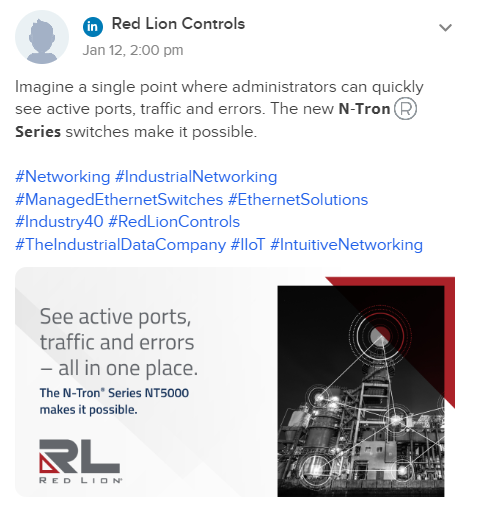 in Red Lion Controls
Jan 12, 2:00 pm
Imagine a single point where administrators can quickly
see active ports, traffic and errors. The new N-Tron ®
Series switches make it possible.
#Networking #IndustrialNetworking
#ManagedEthernetSwitches #EthernetSolutions
#Industry40 #RedLionControls
#TheIndustrialDataCompany #IIoT #IntuitiveNetworking
See active ports,
traffic and errors
– all in one place.
The N-Tron® Series NT5000
makes it possible.
RL
RED LION®